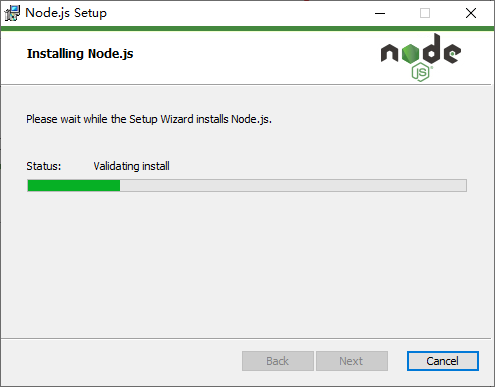 Node.js Setup
Installing Node.js
node
JS
Please wait while the Setup Wizard installs Node.js.
Status: Validating install
Back Next Cancel